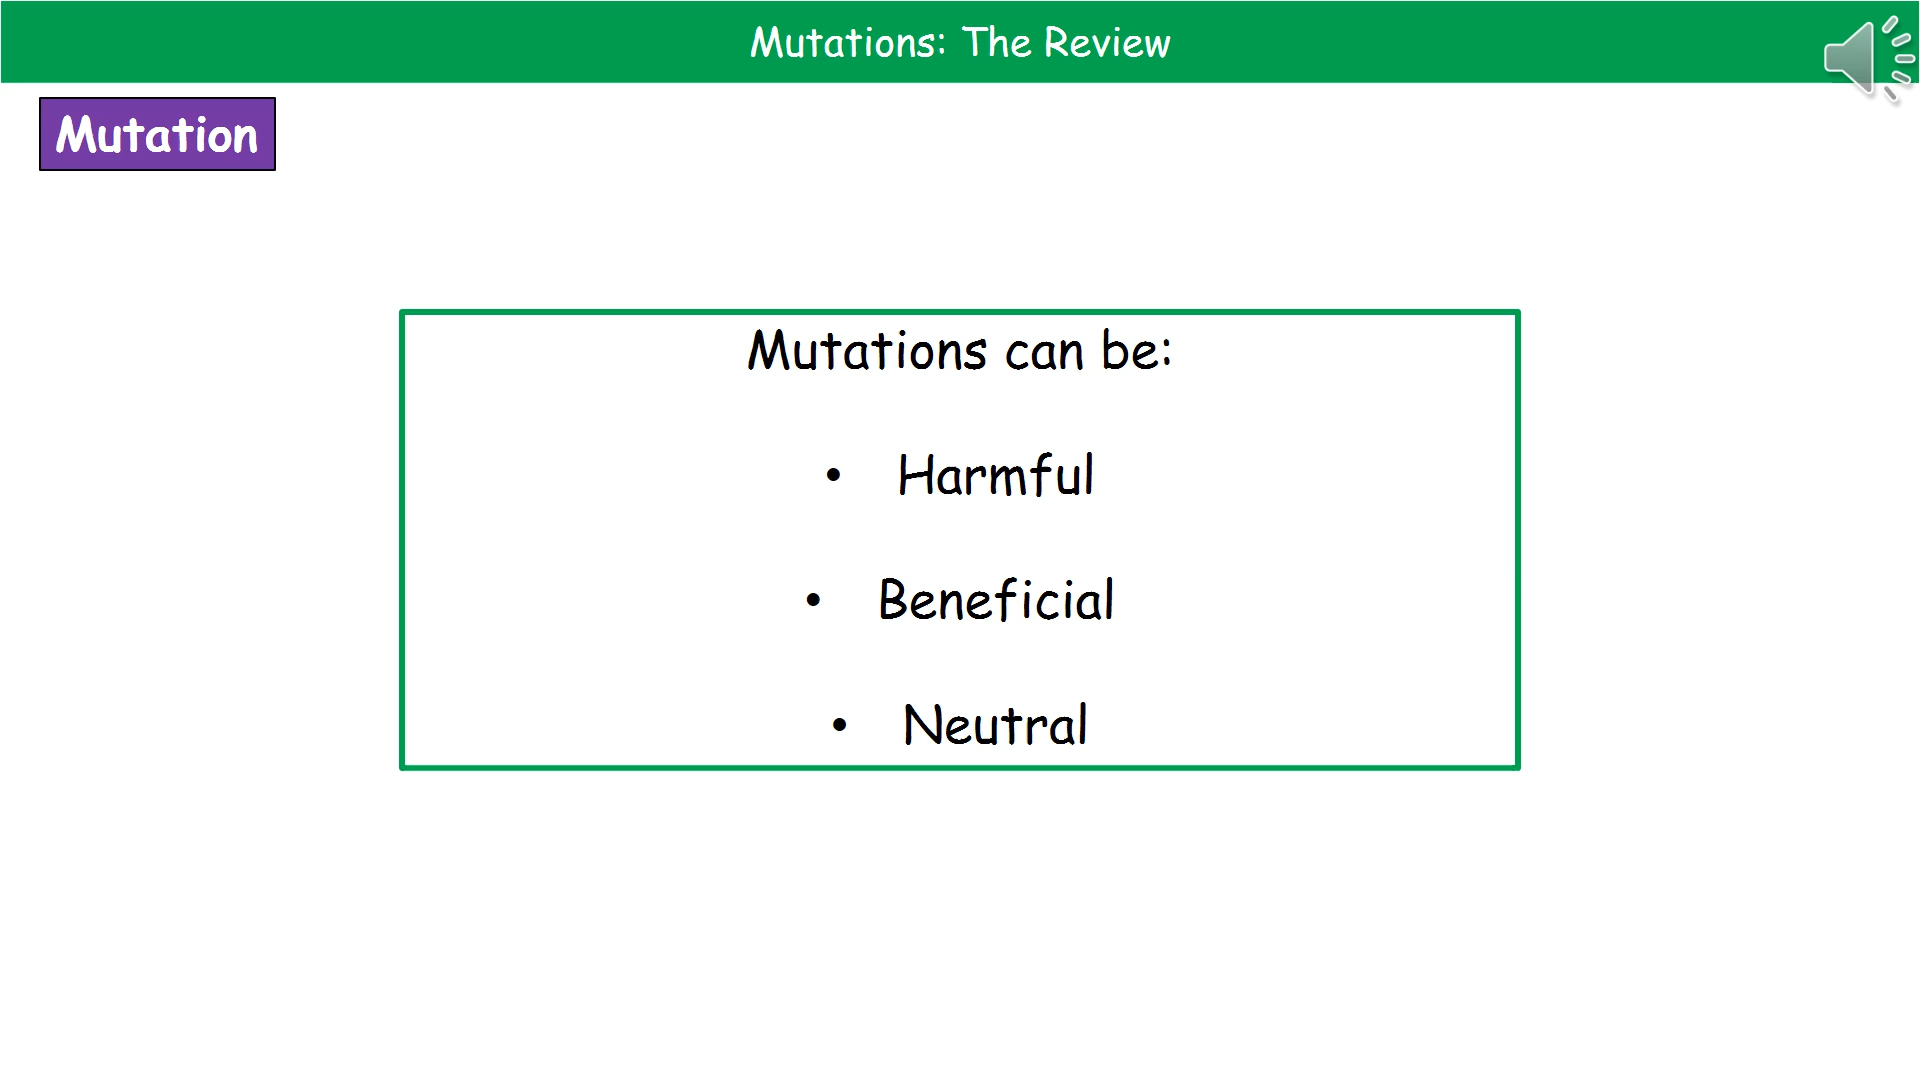 Mutations: The Review
Mutation
Mutations can be:
• Harmful
• Beneficial
• Neutral